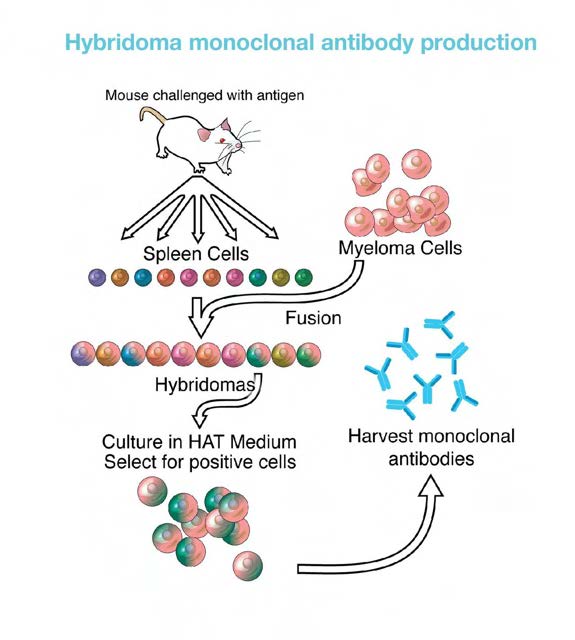 Hybridoma monoclonal antibody production
Mouse challenged with antigen
Spleen Cells
Myeloma Cells
Fusion
Hybridomas
Culture in HAT Medium
Select for positive cells
Harvest monoclonal
antibodies